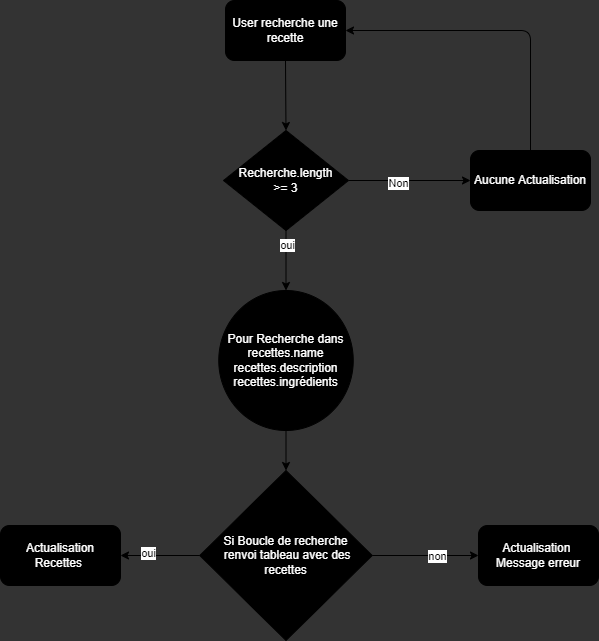 User recherche une
recette
Recherche.length
>= 3
Non
Aucune Actualisation
oui
Pour Recherche dans
recettes.name
recettes.description
recettes.ingrédients
Si Boucle de recherche
renvoi tableau avec des
recettes
oui
Actualisation
Recettes
non
Actualisation
Message erreur